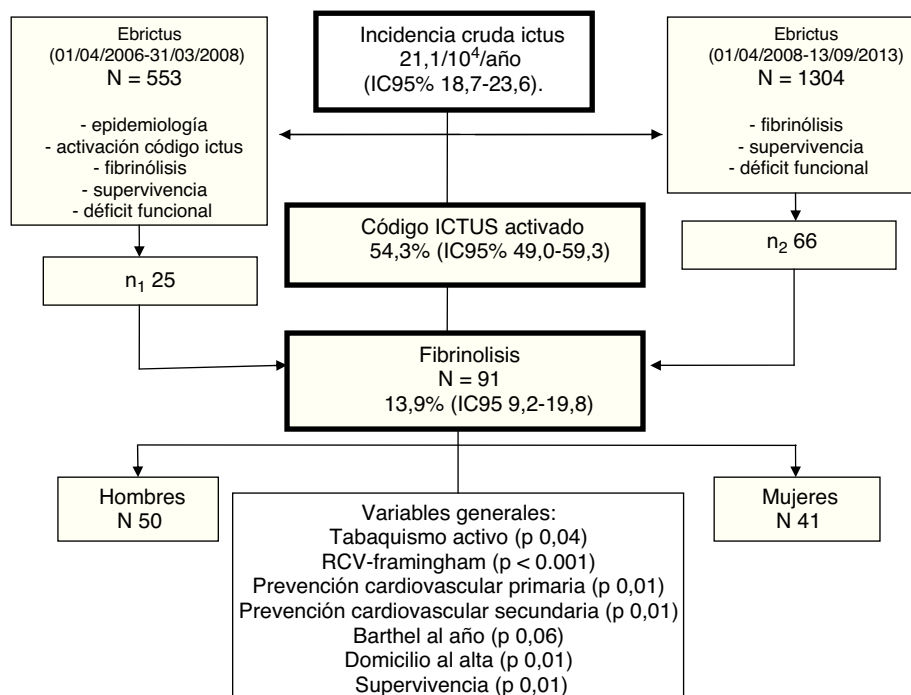 Ebrictus
(01/04/2006-31/03/2008)
N = 553
- epidemiología
- activación código ictus
- fibrinólisis
- supervivencia
- déficit funcional
Incidencia cruda ictus
21,1/10⁴/año
(IC95% 18,7-23,6).
Ebrictus
(01/04/2008-13/09/2013)
N = 1304
- fibrinólisis
- supervivencia
- déficit funcional
Código ICTUS activado
54,3% (IC95% 49,0-59,3)
n₁ 25
n₂ 66
Fibrinolisis
N = 91
13,9% (IC95 9,2-19,8)
Hombres
N 50
Variables generales:
Tabaquismo activo (p 0,04)
RCV-framingham (p < 0.001)
Prevención cardiovascular primaria (p 0,01)
Prevención cardiovascular secundaria (p 0,01)
Barthel al año (p 0,06)
Domicilio al alta (p 0,01)
Supervivencia (p 0,01)
Mujeres
N 41